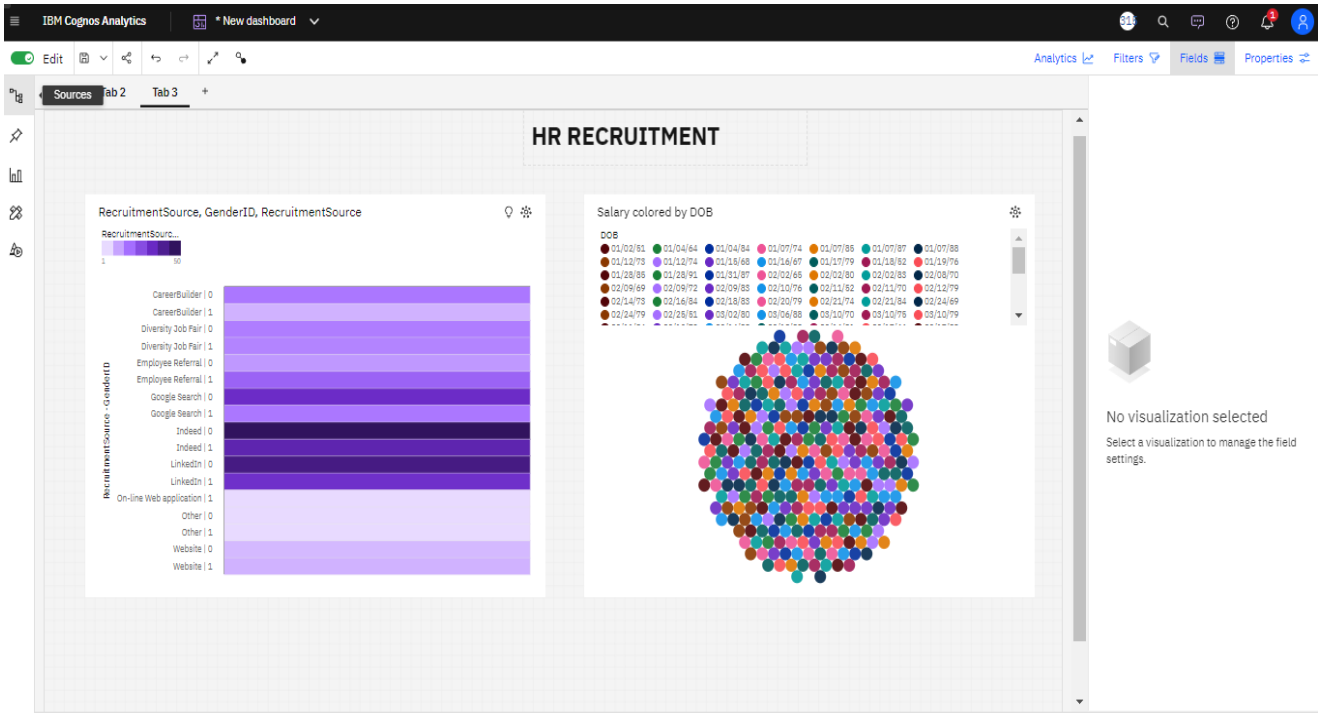 IBM Cognos Analytics
* New dashboard
1
Edit
Analytics
Filters
Fields
Properties
Sources
Tab 2
Tab 3
+
HR RECRUITMENT
RecruitmentSource, GenderID, RecruitmentSource
RecruitmentSourc...
1 50
RecruitmentSource - GenderID
CareerBuilder | 0
CareerBuilder | 1
Diversity Job Fair | 0
Diversity Job Fair | 1
Employee Referral | 0
Employee Referral | 1
Google Search | 0
Google Search | 1
Indeed | 0
Indeed | 1
LinkedIn | 0
LinkedIn | 1
On-line Web application | 1
Other | 0
Other | 1
Website | 0
Website | 1
Salary colored by DOB
DOB
01/02/51 01/04/64 01/04/84 01/07/74 01/07/85 01/07/87 01/07/88
01/12/73 01/12/74 01/15/68 01/16/67 01/17/79 01/18/52 01/19/76
01/28/85 01/28/91 01/31/87 02/02/65 02/02/80 02/02/83 02/08/70
02/09/69 02/09/72 02/09/83 02/10/76 02/11/52 02/11/70 02/12/79
02/14/73 02/16/84 02/18/83 02/20/79 02/21/74 02/21/84 02/24/69
02/24/79 02/25/51 03/02/80 03/06/88 03/10/70 03/10/75 03/10/79
No visualization selected
Select a visualization to manage the field
settings.